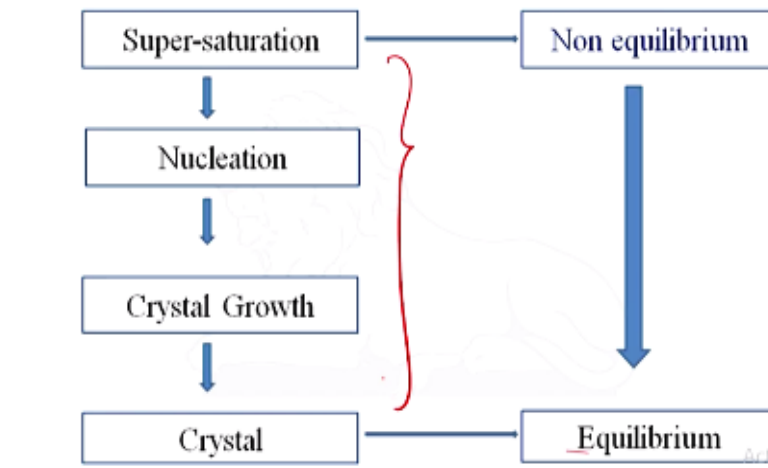 Super-saturation
Non equilibrium
Nucleation
Crystal Growth
Crystal
Equilibrium